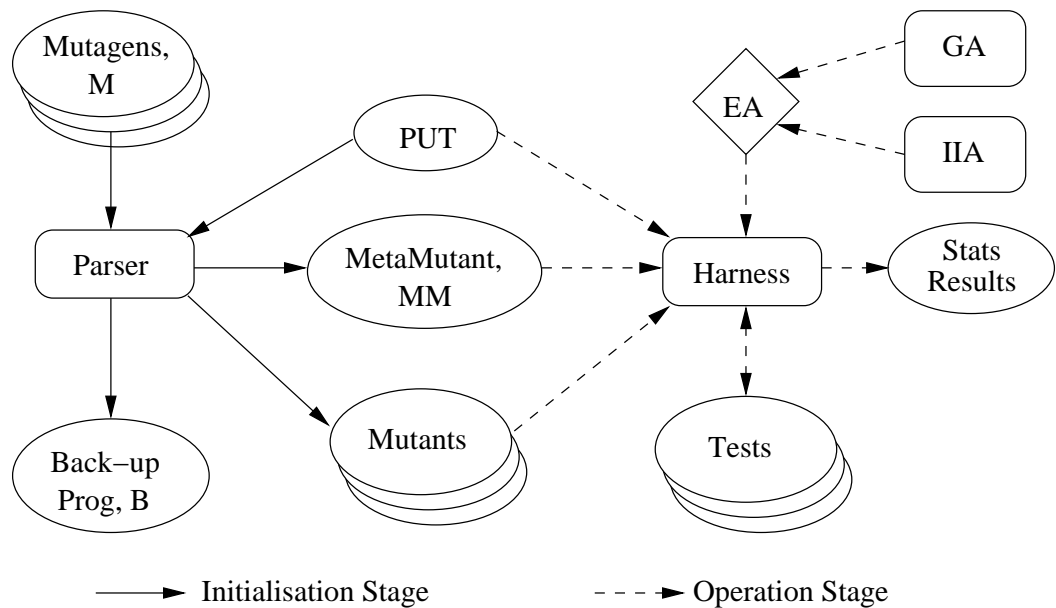 Mutagens,
M
GA
EA
PUT
IIA
Parser
MetaMutant,
MM
Harness
Stats
Results
Mutants
Tests
Back−up
Prog, B
Initialisation Stage
Operation Stage